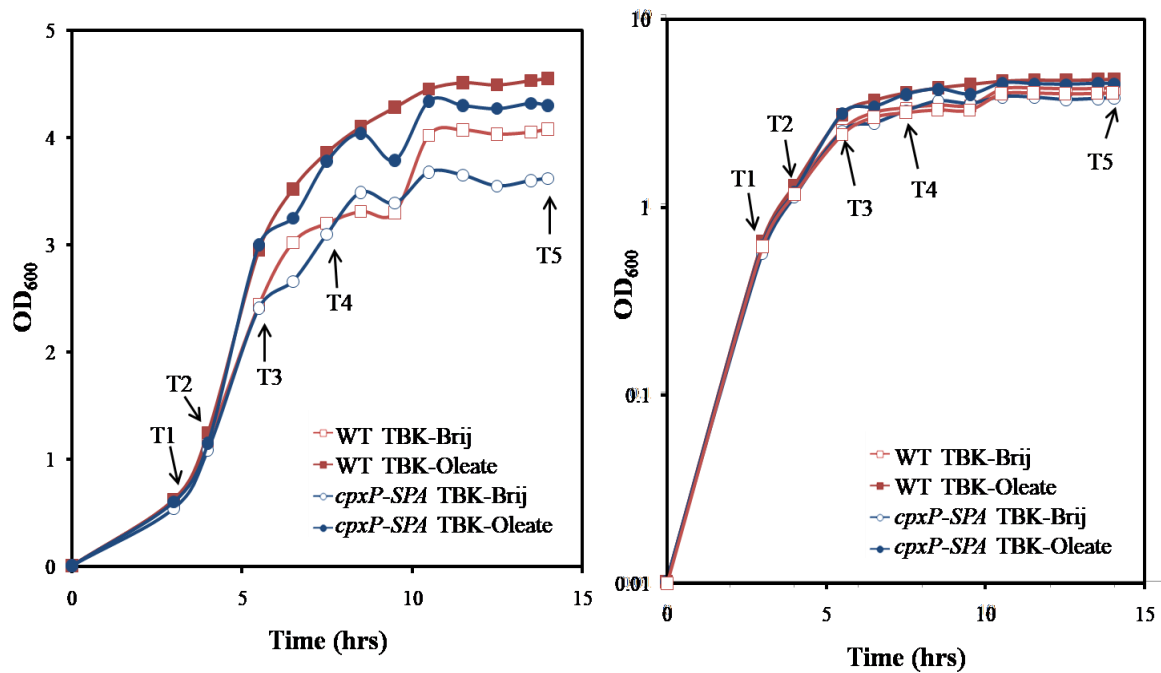 5
4
3
2
1
0
OD600
0
5
10
15
Time (hrs)
T1
T2
T3
T4
T5
WT TBK-Brij
WT TBK-Oleate
cpxP-SPA TBK-Brij
cpxP-SPA TBK-Oleate
10
1
0.1
0.01
OD600
0
5
10
15
Time (hrs)
T1
T2
T3
T4
T5
WT TBK-Brij
WT TBK-Oleate
cpxP-SPA TBK-Brij
cpxP-SPA TBK-Oleate